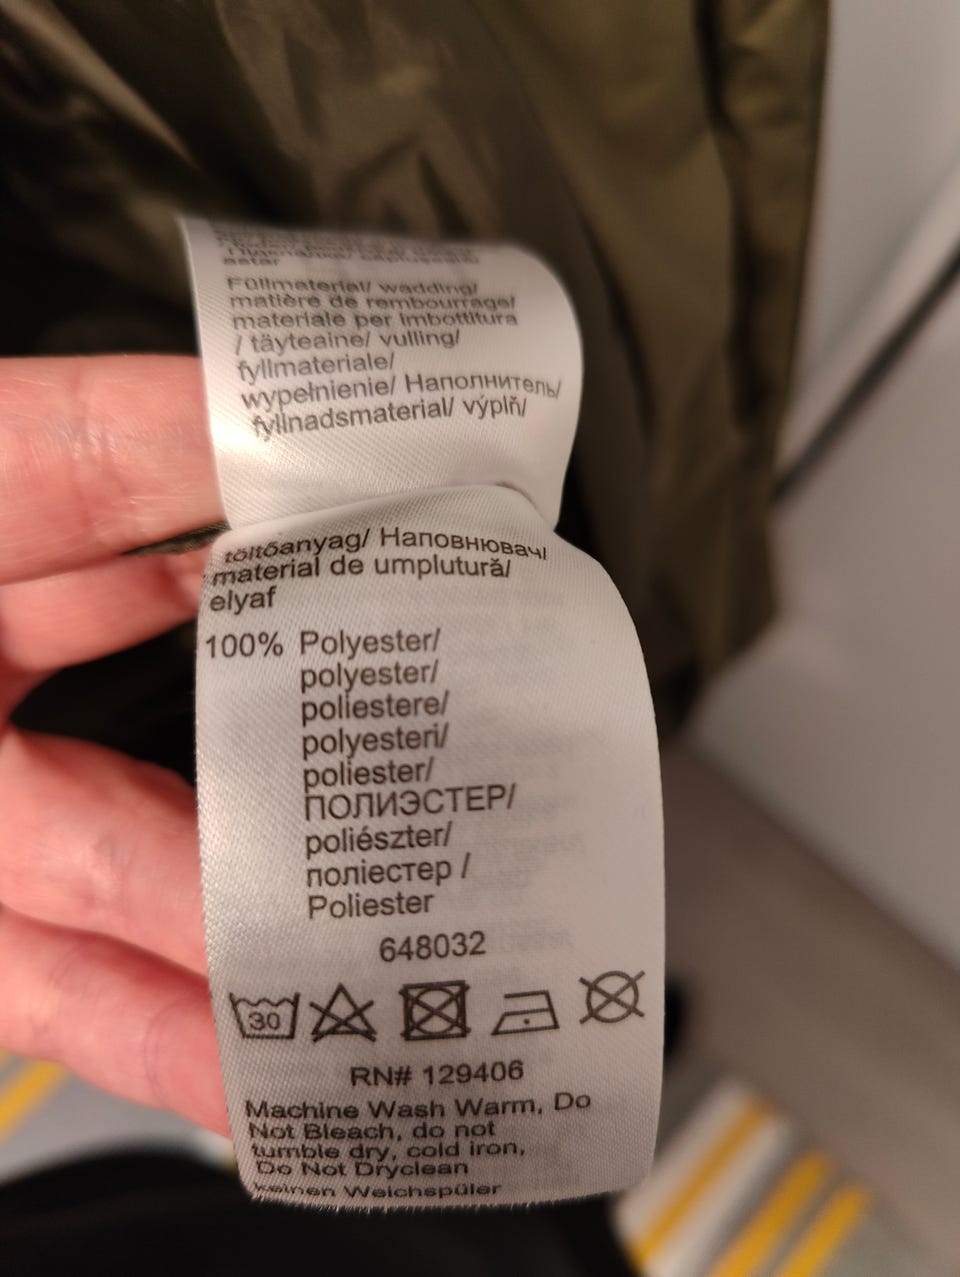 astar
Füllmaterial/ wadding/
matière de rembourrage/
materiale per imbottitura
/ täyteaine/ vulling/
fyllmateriale/
wypełnienie/ Наполнитель/
fyllnadsmaterial/ výplň/
töltőanyag/ Наповнювач/
material de umplutură/
elyaf
100% Polyester/
polyester/
poliestere/
polyesteri/
poliester/
ПОЛИЭСТЕР/
poliészter/
поліестер /
Poliester
648032
30
RN# 129406
Machine Wash Warm, Do
Not Bleach, do not
tumble dry, cold iron,
Do Not Dryclean
keinen Weichspüler